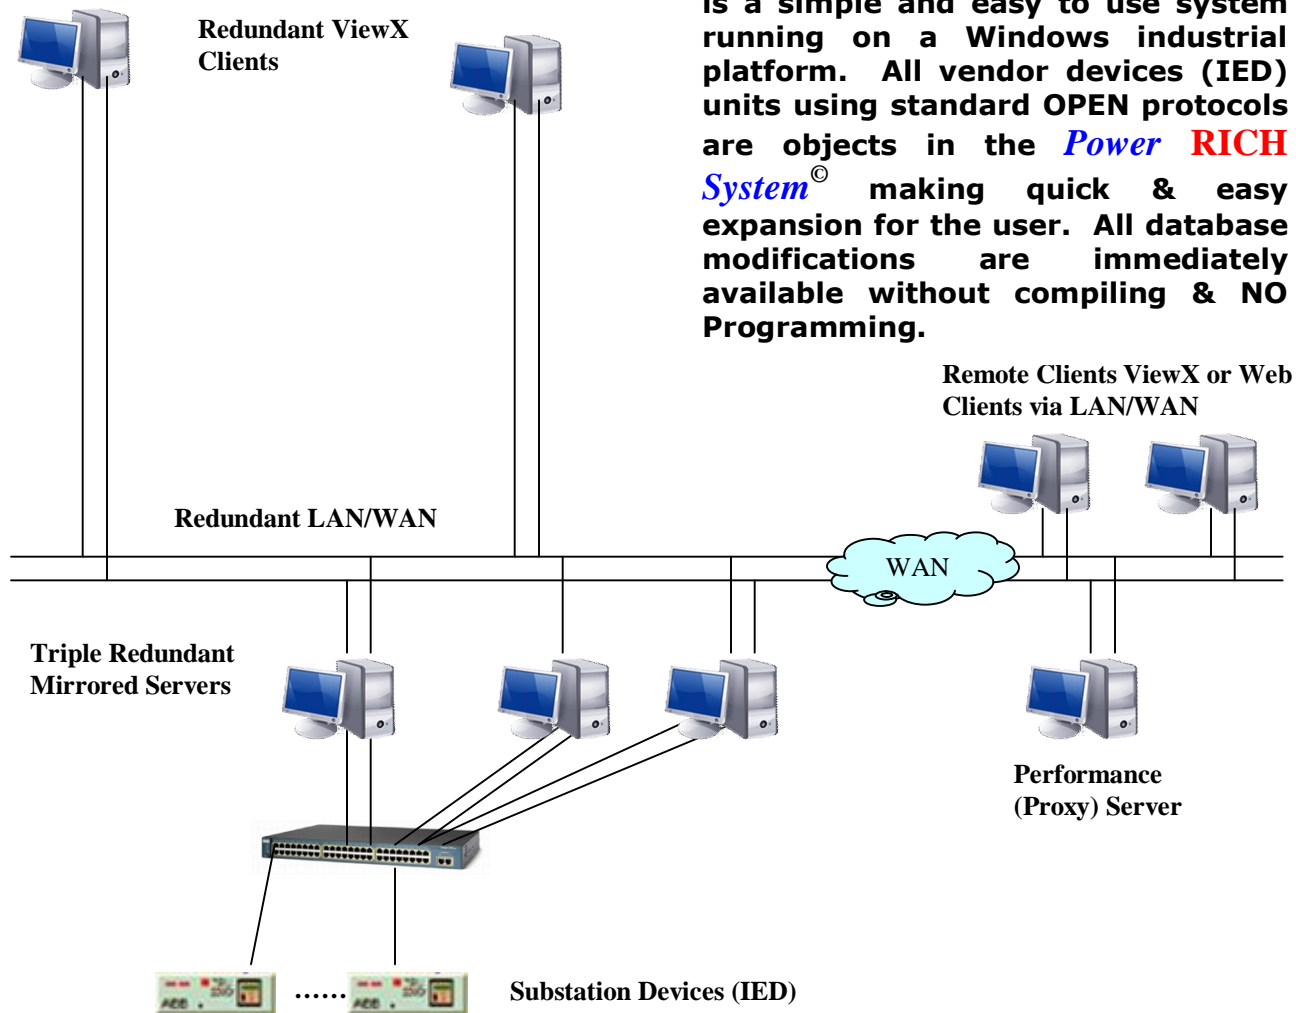 is a simple and easy to use system
running on a Windows industrial
platform. All vendor devices (IED)
units using standard OPEN protocols
are objects in the Power RICH
System© making quick & easy
expansion for the user. All database
modifications are immediately
available without compiling & NO
Programming.
Redundant ViewX
Clients
Remote Clients ViewX or Web
Clients via LAN/WAN
Redundant LAN/WAN
WAN
Triple Redundant
Mirrored Servers
Performance
(Proxy) Server
......
Substation Devices (IED)